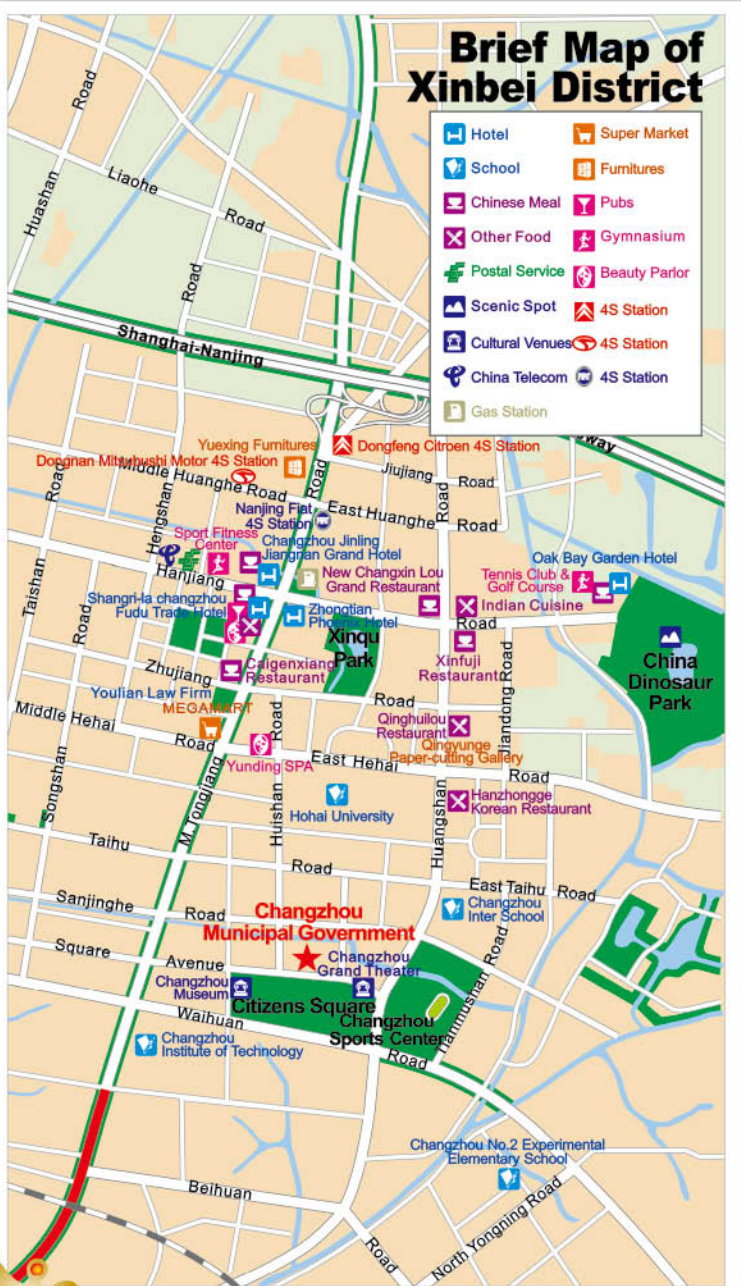 Brief Map of
Xinbei District
Hotel
Super Market
School
Furnitures
Chinese Meal
Pubs
Other Food
Gymnasium
Postal Service
Beauty Parlor
Scenic Spot
4S Station
Cultural Venues
4S Station
China Telecom
4S Station
Gas Station
Road
Huashan
Liaohe
Road
Road
Shanghai-Nanjing
way
Yuexing Furnitures
Dongfeng Citroen 4S Station
Dongnan Mitsubushi Motor 4S Station
Middle Huanghe Road
Jiujiang Road
Road
Road
Road
Hengshan
East Huanghe Road
Nanjing Fiat
4S Station
Sport Fitness
Center
Changzhou Jinling
Jiangnan Grand Hotel
Hanjiang
New Changxin Lou
Grand Restaurant
Oak Bay Garden Hotel
Tennis Club &
Golf Course
Indian Cuisine
Road
Taishan
Shangri-la changzhou
Fudu Trade Hotel
Zhongtian
Phoenix Hotel
Xinqu
Park
Xinfuji
Restaurant
China
Dinosaur
Park
Road
Zhujiang
Caigenxiang
Restaurant
Road
Youlian Law Firm
MEGAMART
Middle Hehai
Road
Road
Qinghuilou
Restaurant
Qingyunge
Paper-cutting Gallery
Jiandong Road
Yunding SPA
East Hehai
Road
Songshan
M.Tongjiang
Huishan
Hohai University
Huangshan
Hanzhongge
Korean Restaurant
Taihu
Road
East Taihu Road
Sanjinghe
Road
Changzhou
Inter School
Changzhou
Municipal Government
Square
Avenue
Changzhou
Grand Theater
Changzhou
Museum
Citizens Square
Changzhou
Sports Center
Tianmushan Road
Waihuan
Road
Changzhou
Institute of Technology
Changzhou No.2 Experimental
Elementary School
Beihuan
Road
North Yongning Road